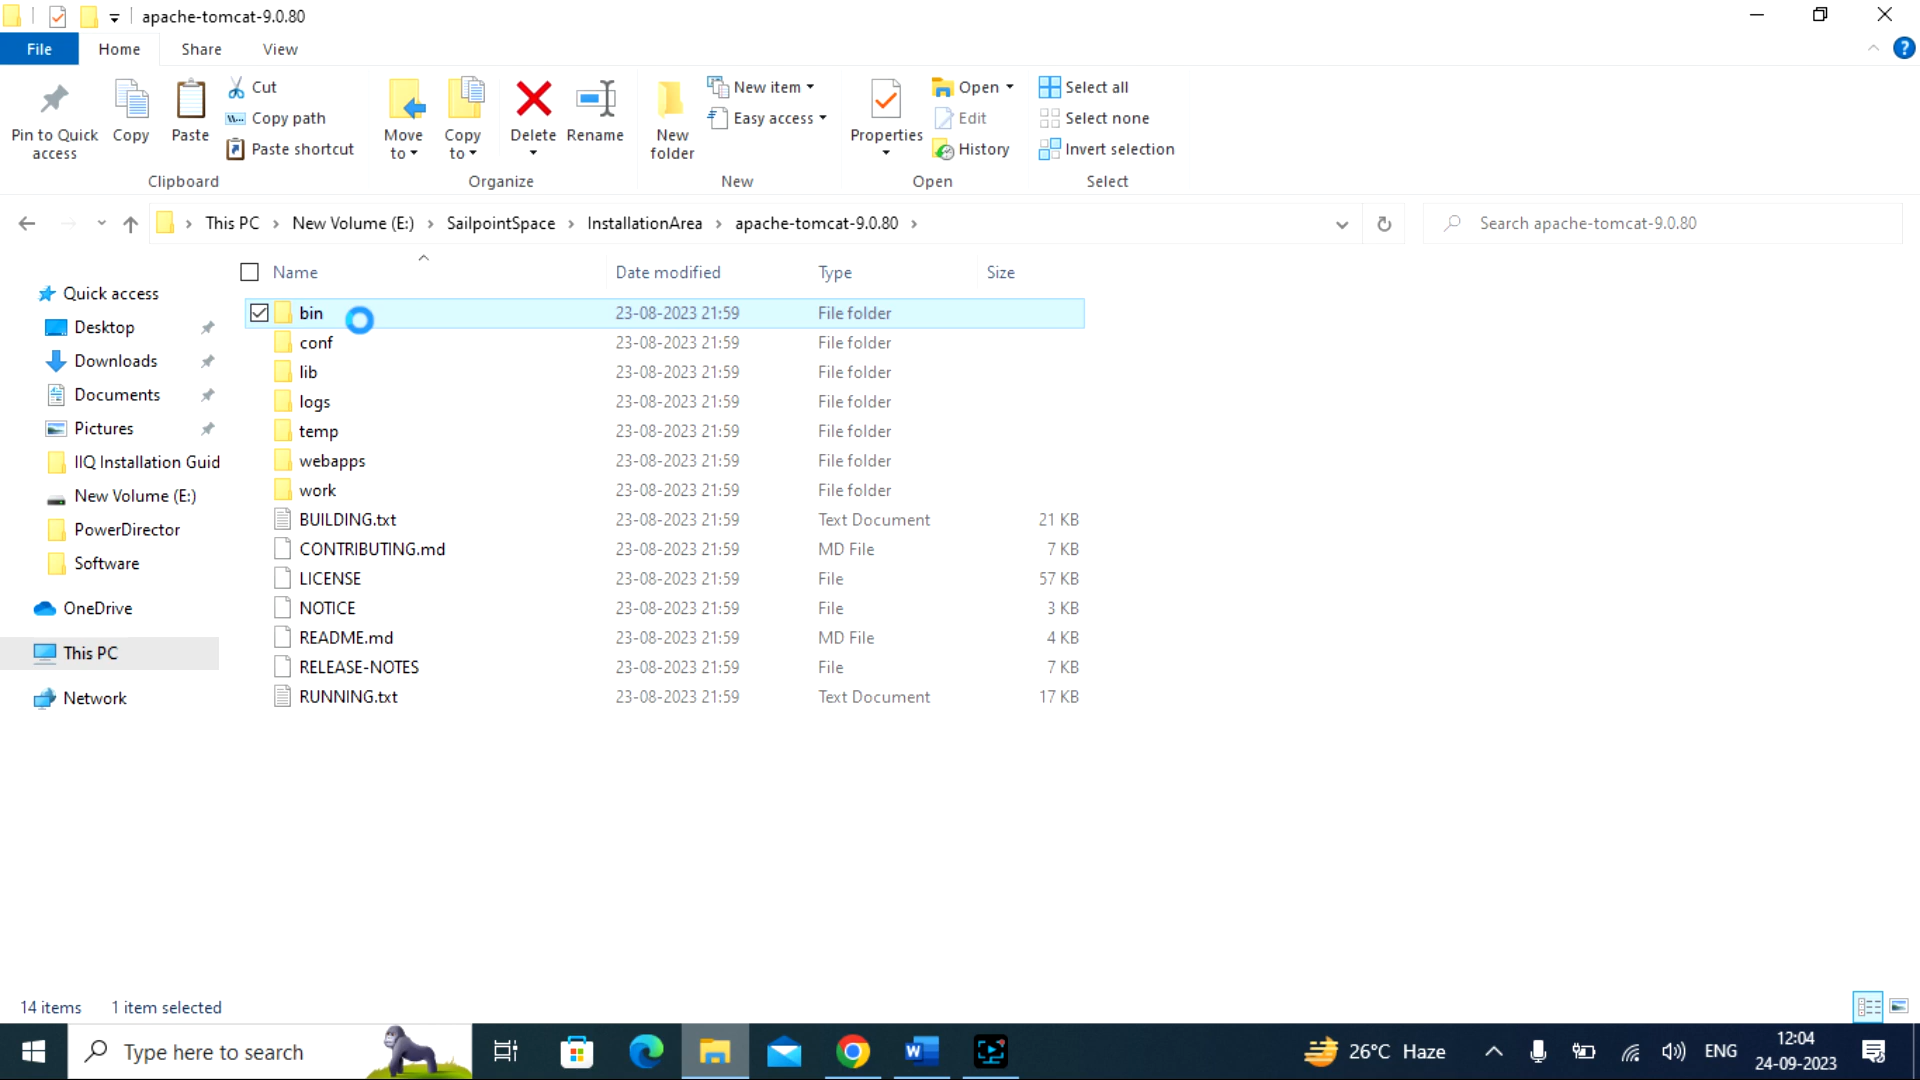 apache-tomcat-9.0.80
File Home Share View
Pin to Quick access
Copy
Paste
Cut
Copy path
Paste shortcut
Clipboard
Move to
Copy to
Delete
Rename
Organize
New folder
New item
Easy access
New
Properties
Open
Edit
History
Open
Select all
Select none
Invert selection
Select
This PC New Volume (E:) SailpointSpace InstallationArea apache-tomcat-9.0.80
Search apache-tomcat-9.0.80
Quick access
Desktop
Downloads
Documents
Pictures
IIQ Installation Guid
New Volume (E:)
PowerDirector
Software
OneDrive
This PC
Network
Name Date modified Type Size
bin 23-08-2023 21:59 File folder
conf 23-08-2023 21:59 File folder
lib 23-08-2023 21:59 File folder
logs 23-08-2023 21:59 File folder
temp 23-08-2023 21:59 File folder
webapps 23-08-2023 21:59 File folder
work 23-08-2023 21:59 File folder
BUILDING.txt 23-08-2023 21:59 Text Document 21 KB
CONTRIBUTING.md 23-08-2023 21:59 MD File 7 KB
LICENSE 23-08-2023 21:59 File 57 KB
NOTICE 23-08-2023 21:59 File 3 KB
README.md 23-08-2023 21:59 MD File 4 KB
RELEASE-NOTES 23-08-2023 21:59 File 7 KB
RUNNING.txt 23-08-2023 21:59 Text Document 17 KB
14 items 1 item selected
Type here to search
26°C Haze
ENG
12:04
24-09-2023